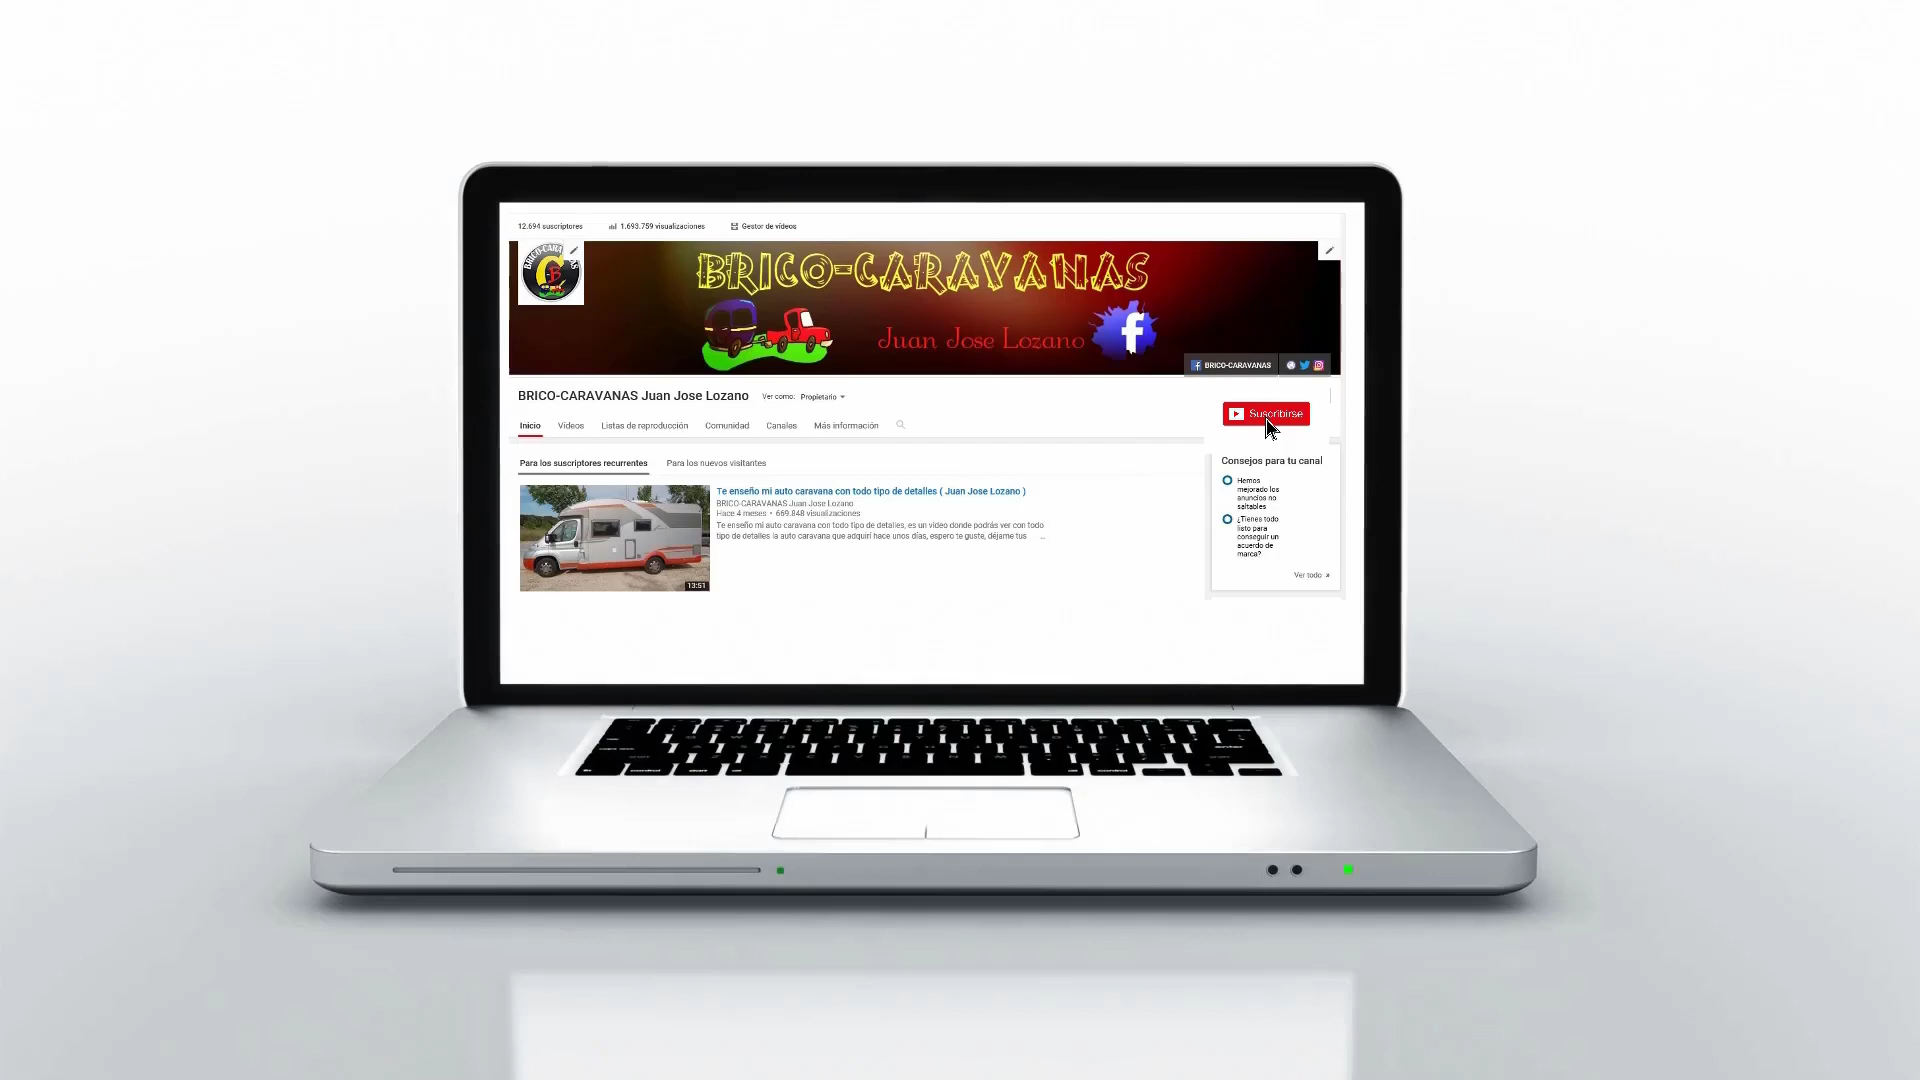 12.694 suscriptores 1.693.759 visualizaciones Gestor de vídeos
BRICO-CARAVANAS
Juan Jose Lozano
BRICO-CARAVANAS
BRICO-CARAVANAS Juan Jose Lozano Ver como: Propietario
Suscribirse
Inicio Vídeos Listas de reproducción Comunidad Canales Más información
Para los suscriptores recurrentes Para los nuevos visitantes
Te enseño mi auto caravana con todo tipo de detalles ( Juan Jose Lozano )
BRICO-CARAVANAS Juan Jose Lozano
Hace 4 meses • 669.848 visualizaciones
Te enseño mi auto caravana con todo tipo de detalles, es un video donde podrás ver con todo
tipo de detalles la auto caravana que adquirí hace unos días, espero te guste, déjame tus ...
13:51
Consejos para tu canal
Hemos
mejorado los
anuncios no
saltables
¿Tienes todo
listo para
conseguir un
acuerdo de
marca?
Ver todo »